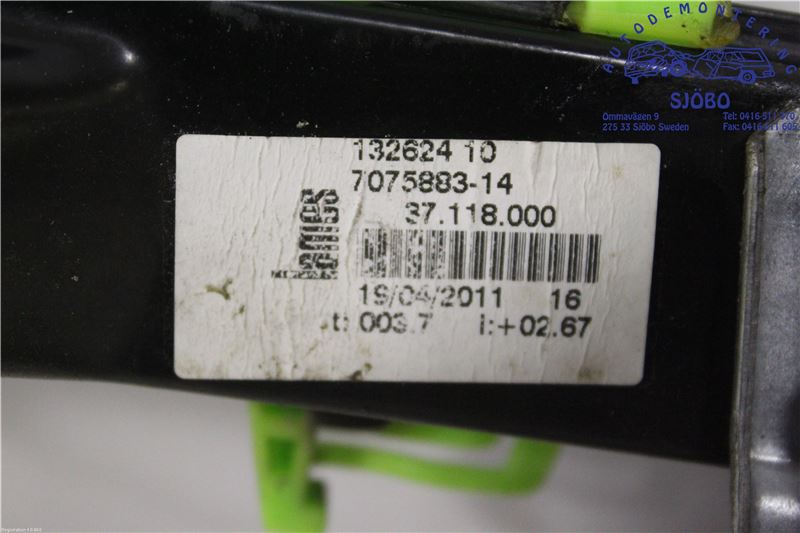 AUTODEMONTERING
SJÖBO
Ommavägen 9
275 33 Sjöbo Sweden
132624 10
7075883-14
37.118.000
19/04/2011 16
t: 003.7 i:+02.67